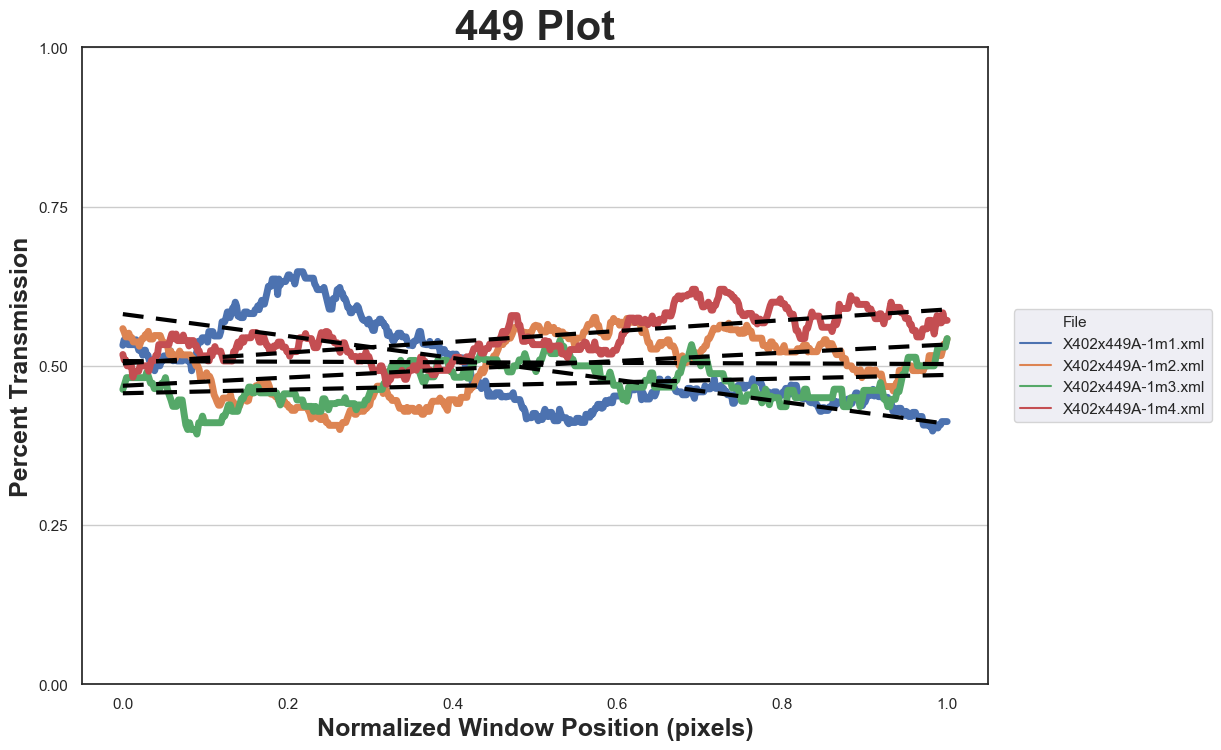 449 Plot
Percent Transmission
1.00
0.75
0.50
0.25
0.00
0.0 0.2 0.4 0.6 0.8 1.0
Normalized Window Position (pixels)
File
X402x449A-1m1.xml
X402x449A-1m2.xml
X402x449A-1m3.xml
X402x449A-1m4.xml